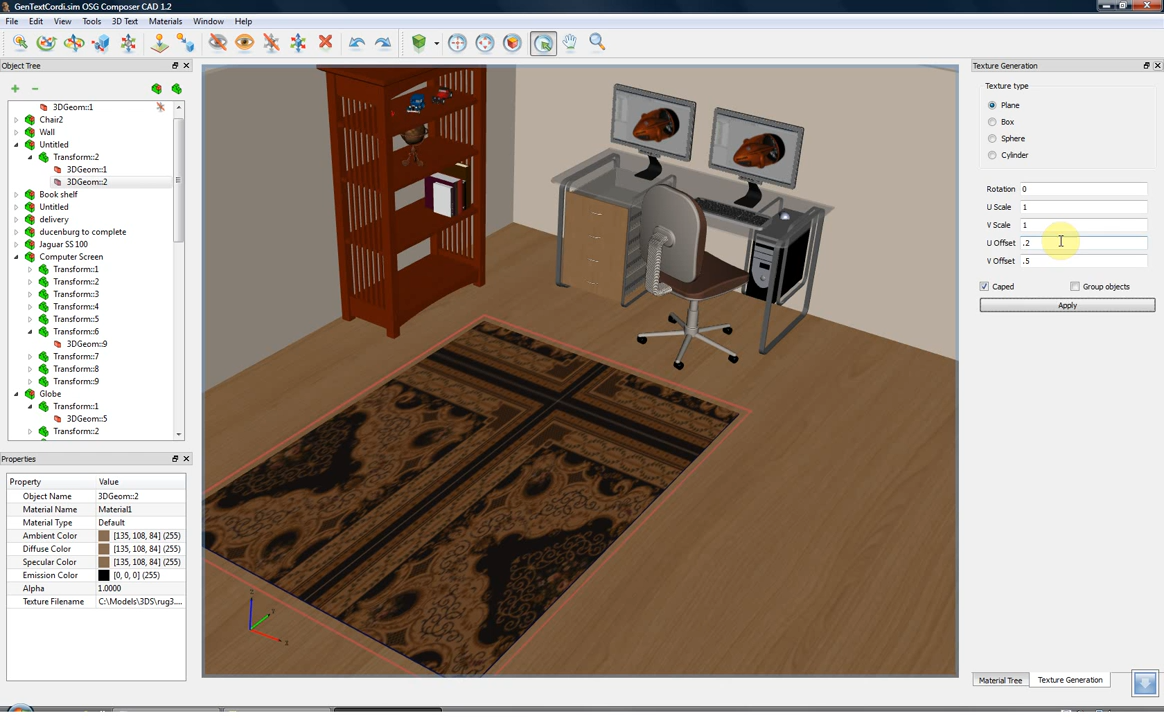 GenTextCordi.sim OSG Composer CAD 1.2
File Edit View Tools 3D Text Materials Window Help
Object Tree
3DGeom::1
Chair2
Wall
Untitled
Transform::2
3DGeom::1
3DGeom::2
Book shelf
Untitled
delivery
ducenburg to complete
Jaguar SS 100
Computer Screen
Transform::1
Transform::2
Transform::3
Transform::4
Transform::5
Transform::6
3DGeom::9
Transform::7
Transform::8
Transform::9
Globe
Transform::1
3DGeom::5
Transform::2
Properties
Property Value
Object Name 3DGeom::2
Material Name Material1
Material Type Default
Ambient Color [135, 108, 84] (255)
Diffuse Color [135, 108, 84] (255)
Specular Color [135, 108, 84] (255)
Emission Color [0, 0, 0] (255)
Alpha 1.0000
Texture Filename C:\Models\3DS\rug3....
Z
Y
X
Texture Generation
Texture type
Plane
Box
Sphere
Cylinder
Rotation 0
U Scale 1
V Scale 1
U Offset .2
V Offset .5
Caped Group objects
Apply
Material Tree Texture Generation